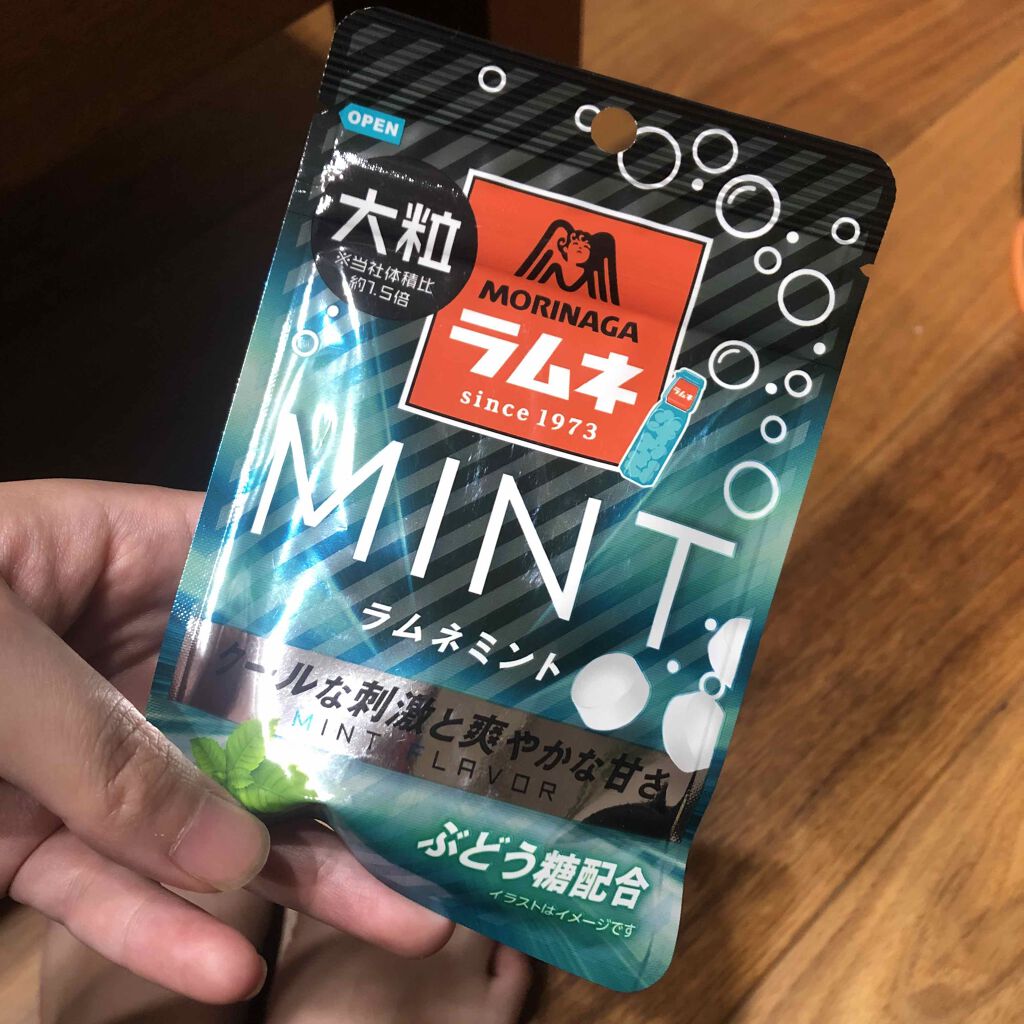 OPEN
大粒
※当社体積比
約1.5倍
MORINAGA
ラムネ
since 1973
ラムネ
MINT
ラムネミント
クールな刺激と爽やかな甘さ
MINT FLAVOR
ぶどう糖配合
イラストはイメージです